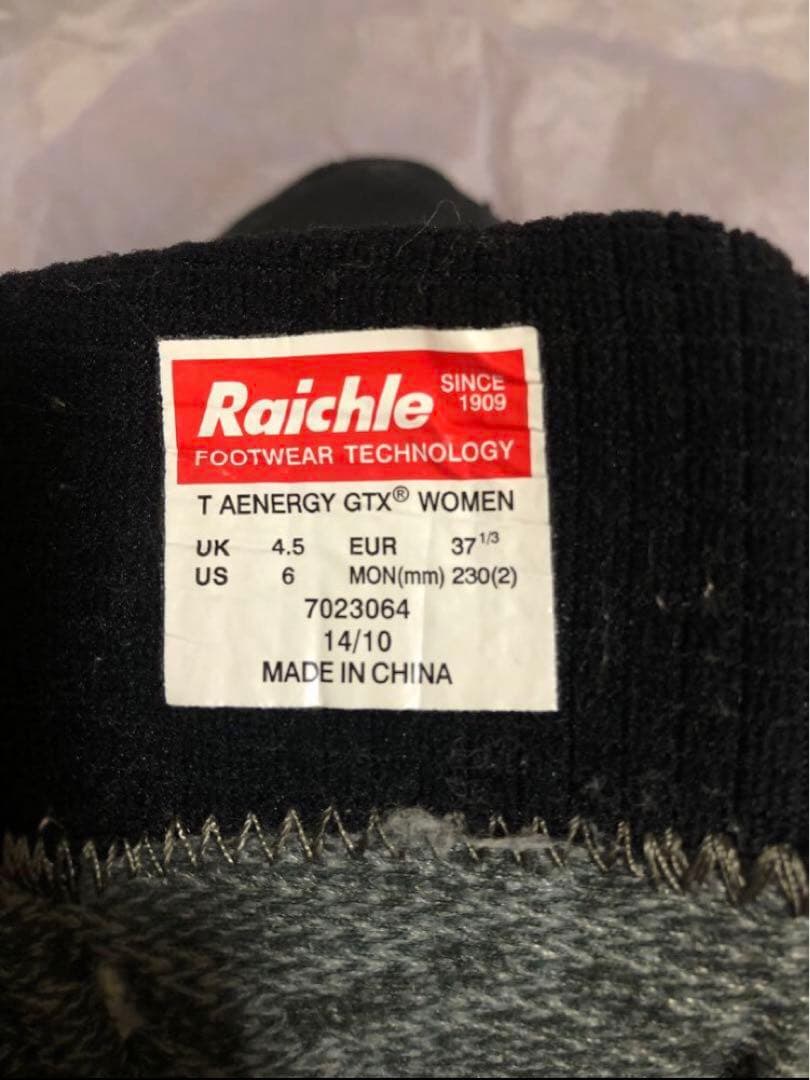 Raichle SINCE 1909
FOOTWEAR TECHNOLOGY
T AENERGY GTX® WOMEN
UK 4.5 EUR 37 1/3
US 6 MON(mm) 230(2)
7023064
14/10
MADE IN CHINA